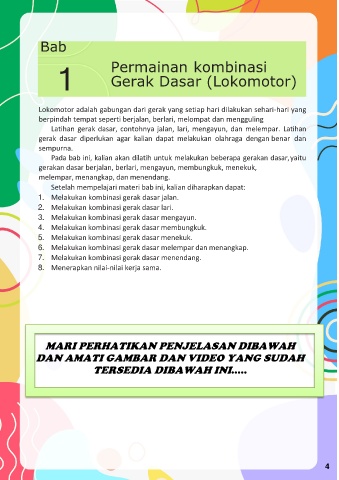 Bab
1
Permainan kombinasi
Gerak Dasar (Lokomotor)
Lokomotor adalah gabungan dari gerak yang setiap hari dilakukan sehari-hari yang
berpindah tempat seperti berjalan, berlari, melompat dan mengguling
Latihan gerak dasar, contohnya jalan, lari, mengayun, dan melempar. Latihan
gerak dasar diperlukan agar kalian dapat melakukan olahraga dengan benar dan
sempurna.
Pada bab ini, kalian akan dilatih untuk melakukan beberapa gerakan dasar,yaitu
gerakan dasar berjalan, berlari, mengayun, membungkuk, menekuk,
melempar, menangkap, dan menendang.
Setelah mempelajari materi bab ini, kalian diharapkan dapat:
1. Melakukan kombinasi gerak dasar jalan.
2. Melakukan kombinasi gerak dasar lari.
3. Melakukan kombinasi gerak dasar mengayun.
4. Melakukan kombinasi gerak dasar membungkuk.
5. Melakukan kombinasi gerak dasar menekuk.
6. Melakukan kombinasi gerak dasar melempar dan menangkap.
7. Melakukan kombinasi gerak dasar menendang.
8. Menerapkan nilai-nilai kerja sama.
MARI PERHATIKAN PENJELASAN DIBAWAH
DAN AMATI GAMBAR DAN VIDEO YANG SUDAH
TERSEDIA DIBAWAH INI.....
4